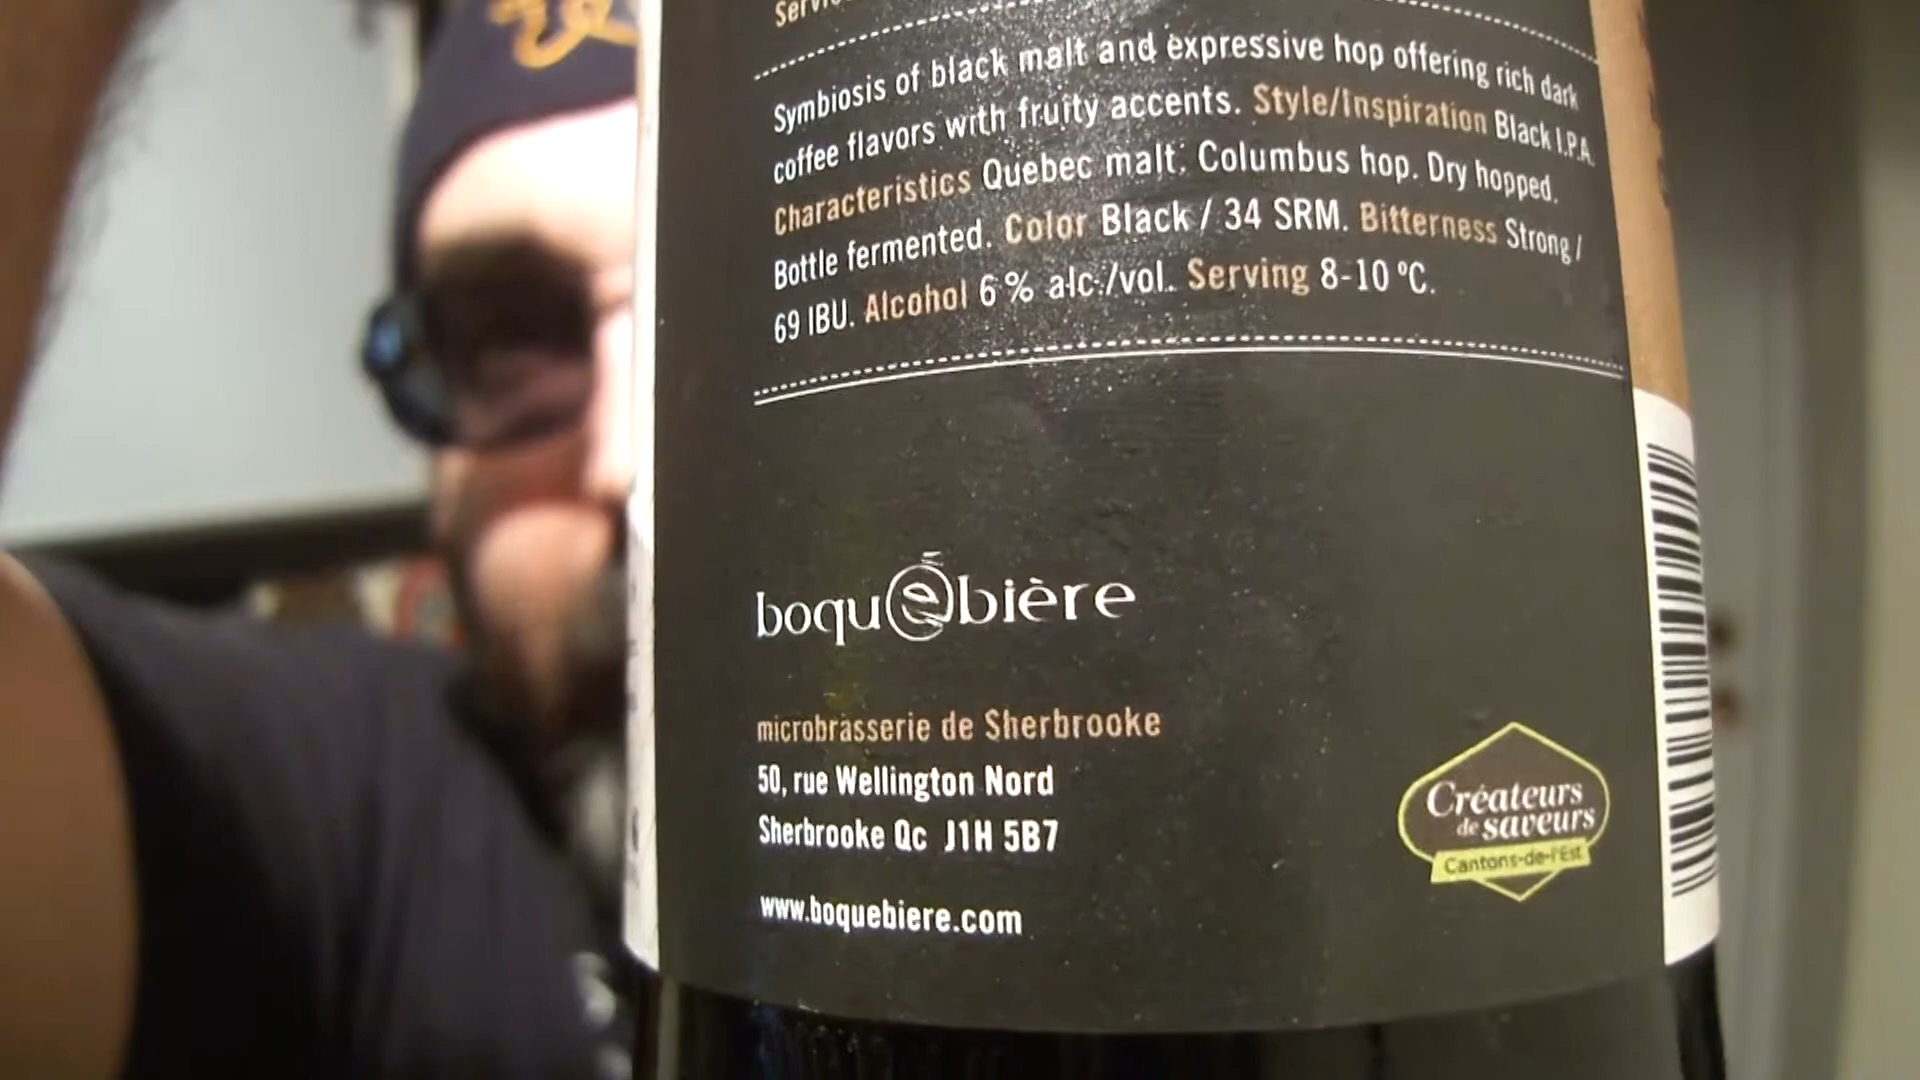 Symbiosis of black malt and expressive hop offering rich dark
coffee flavors with fruity accents. Style/Inspiration Black I.P.A.
Characteristics Quebec malt. Columbus hop. Dry hopped.
Bottle fermented. Color Black / 34 SRM. Bitterness Strong /
69 IBU. Alcohol 6 % alc./vol. Serving 8-10 °C.
boquébière
microbrasserie de Sherbrooke
50, rue Wellington Nord
Sherbrooke Qc J1H 5B7
www.boquebiere.com
Créateurs
de saveurs
Cantons-de-l'Est